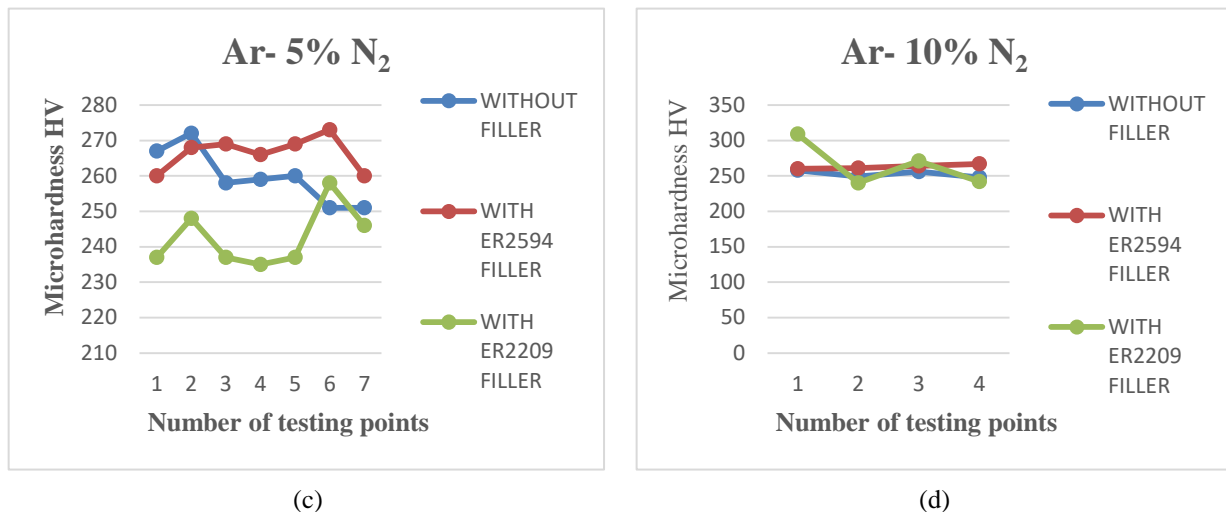 Ar- 5% N₂
Microhardness HV
280
270
260
250
240
230
220
210
1 2 3 4 5 6 7
Number of testing points
WITHOUT
FILLER
WITH
ER2594
FILLER
WITH
ER2209
FILLER
(c)
Ar- 10% N₂
Microhardness HV
350
300
250
200
150
100
50
0
1 2 3 4
Number of testing points
WITHOUT
FILLER
WITH
ER2594
FILLER
WITH
ER2209
FILLER
(d)